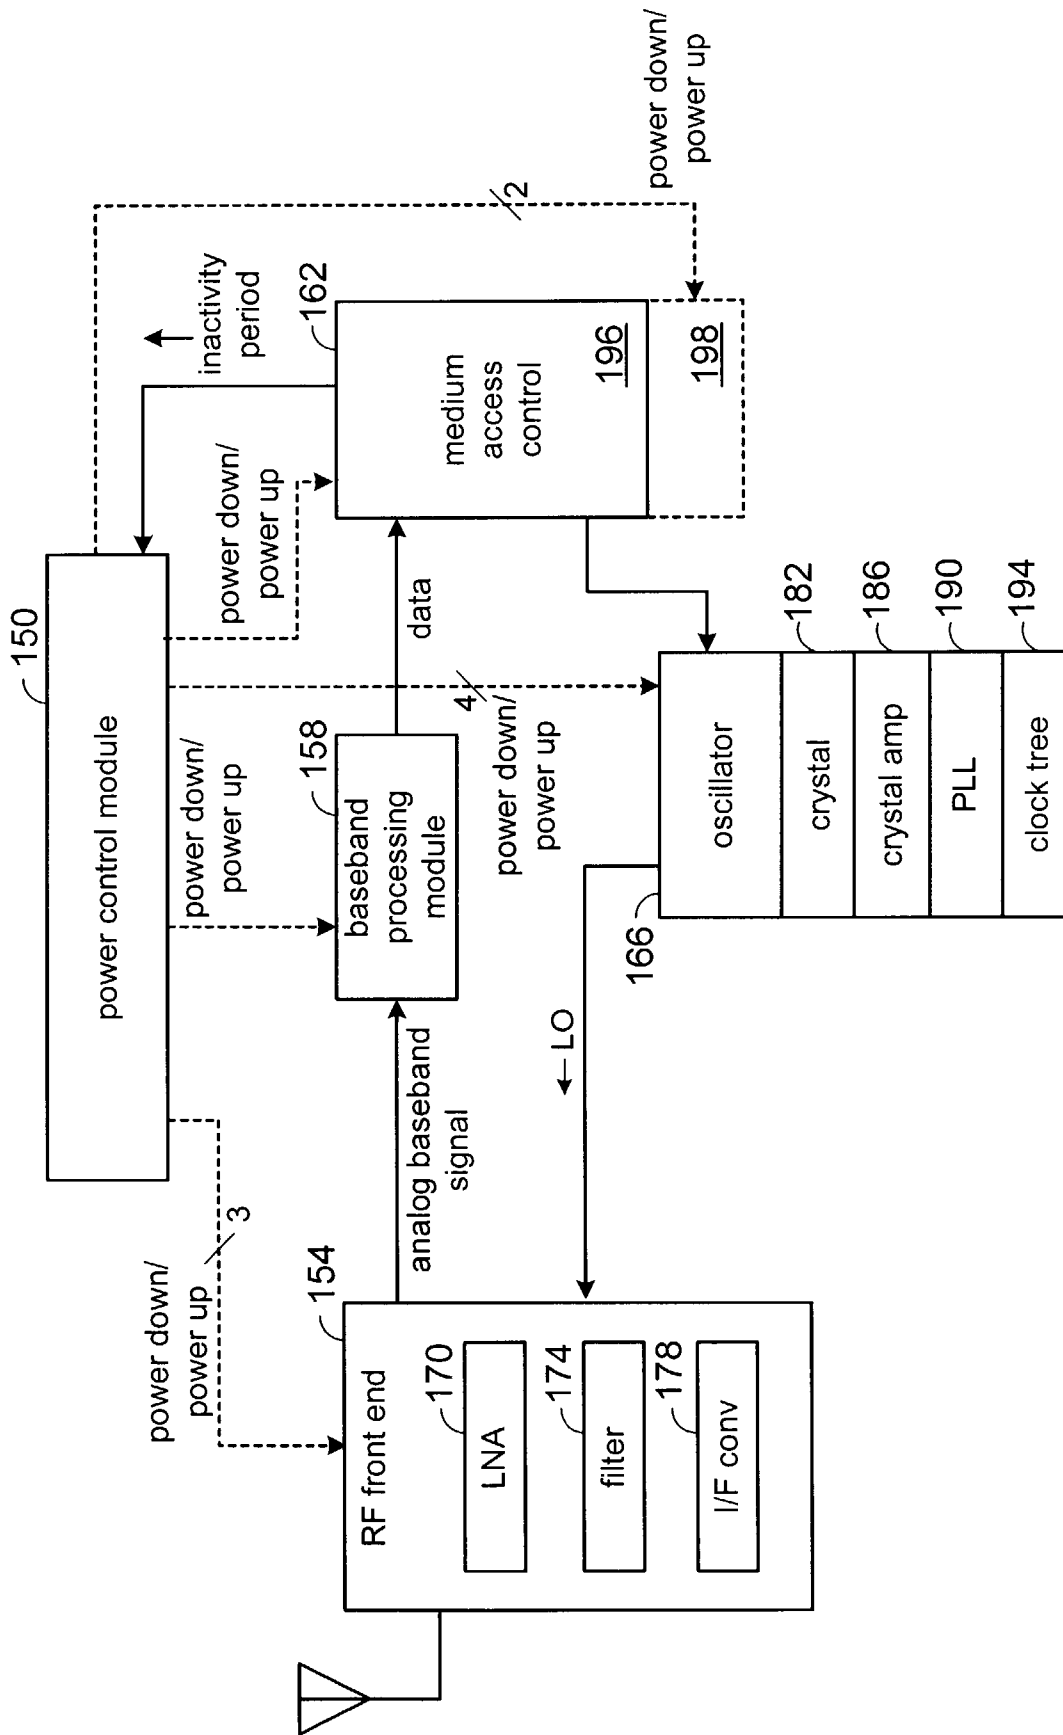 150
power control module
power down/
power up
3
power down/
power up
power down/
power up
inactivity
period
2
power down/
power up
154
RF front end
170
LNA
174
filter
178
I/F conv
analog baseband
signal
158
baseband
processing
module
data
4
power down/
power up
162
medium
access
control
196
198
LO
166
oscillator
182
crystal
186
crystal amp
190
PLL
194
clock tree